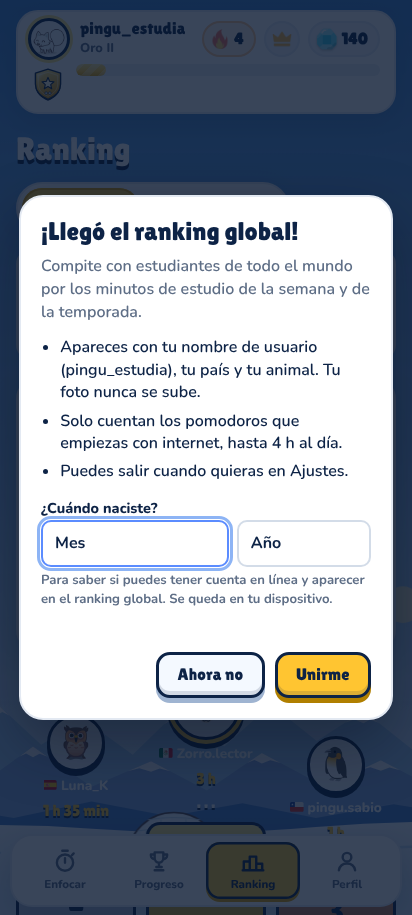 pingu_estudia
Oro II
4
140
Ranking
¡Llegó el ranking global!
Compite con estudiantes de todo el mundo
por los minutos de estudio de la semana y de
la temporada.
• Apareces con tu nombre de usuario
(pingu_estudia), tu país y tu animal. Tu
foto nunca se sube.
• Solo cuentan los pomodoros que
empiezas con internet, hasta 4 h al día.
• Puedes salir cuando quieras en Ajustes.
¿Cuándo naciste?
Mes
Año
Para saber si puedes tener cuenta en línea y aparecer
en el ranking global. Se queda en tu dispositivo.
Ahora no
Unirme
Zorro.lector
3 h
Luna_K
1 h 35 min
pingu.sabio
Enfocar
Progreso
Ranking
Perfil